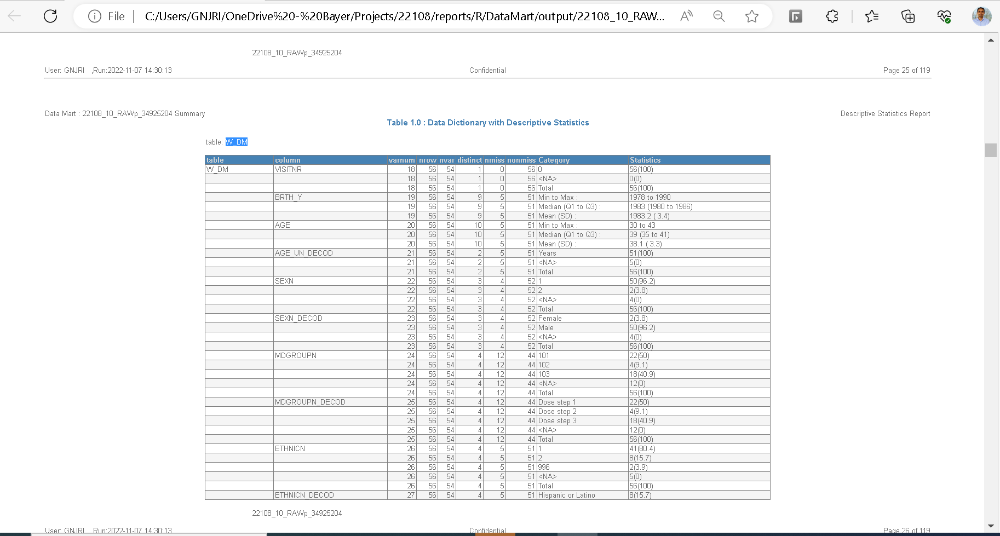 File | C:/Users/GNJRI/OneDrive%20-%20Bayer/Projects/22108/reports/R/DataMart/output/22108_10_RAW...
22108_10_RAWp_34925204
User: GNJRI ,Run:2022-11-07 14:30:13 Confidential Page 25 of 119
Data Mart : 22108_10_RAWp_34925204 Summary Descriptive Statistics Report
Table 1.0 : Data Dictionary with Descriptive Statistics
table: W_DM
table column varnum nrow nvar distinct nmiss nonmiss Category Statistics
W_DM VISITNR 18 56 54 1 0 56 0 56(100)
18 56 54 1 0 56 <NA> 0(0)
18 56 54 1 0 56 Total 56(100)
BRTH_Y 19 56 54 9 5 51 Min to Max : 1978 to 1990
19 56 54 9 5 51 Median (Q1 to Q3) : 1983 (1980 to 1986)
19 56 54 9 5 51 Mean (SD) : 1983.2 ( 3.4)
AGE 20 56 54 10 5 51 Min to Max : 30 to 43
20 56 54 10 5 51 Median (Q1 to Q3) : 39 (35 to 41)
20 56 54 10 5 51 Mean (SD) : 38.1 ( 3.3)
AGE_UN_DECOD 21 56 54 2 5 51 Years 51(100)
21 56 54 2 5 51 <NA> 5(0)
21 56 54 2 5 51 Total 56(100)
SEXN 22 56 54 3 4 52 1 50(96.2)
22 56 54 3 4 52 2 2(3.8)
22 56 54 3 4 52 <NA> 4(0)
22 56 54 3 4 52 Total 56(100)
SEXN_DECOD 23 56 54 3 4 52 Female 2(3.8)
23 56 54 3 4 52 Male 50(96.2)
23 56 54 3 4 52 <NA> 4(0)
23 56 54 3 4 52 Total 56(100)
MDGROUPN 24 56 54 4 12 44 101 22(50)
24 56 54 4 12 44 102 4(9.1)
24 56 54 4 12 44 103 18(40.9)
24 56 54 4 12 44 <NA> 12(0)
24 56 54 4 12 44 Total 56(100)
MDGROUPN_DECOD 25 56 54 4 12 44 Dose step 1 22(50)
25 56 54 4 12 44 Dose step 2 4(9.1)
25 56 54 4 12 44 Dose step 3 18(40.9)
25 56 54 4 12 44 <NA> 12(0)
25 56 54 4 12 44 Total 56(100)
ETHNICN 26 56 54 4 5 51 1 41(80.4)
26 56 54 4 5 51 2 8(15.7)
26 56 54 4 5 51 996 2(3.9)
26 56 54 4 5 51 <NA> 5(0)
26 56 54 4 5 51 Total 56(100)
ETHNICN_DECOD 27 56 54 4 5 51 Hispanic or Latino 8(15.7)
22108_10_RAWp_34925204
User: GNJRI Run:2022-11-07 14:30:13 Confidential Page 26 of 119